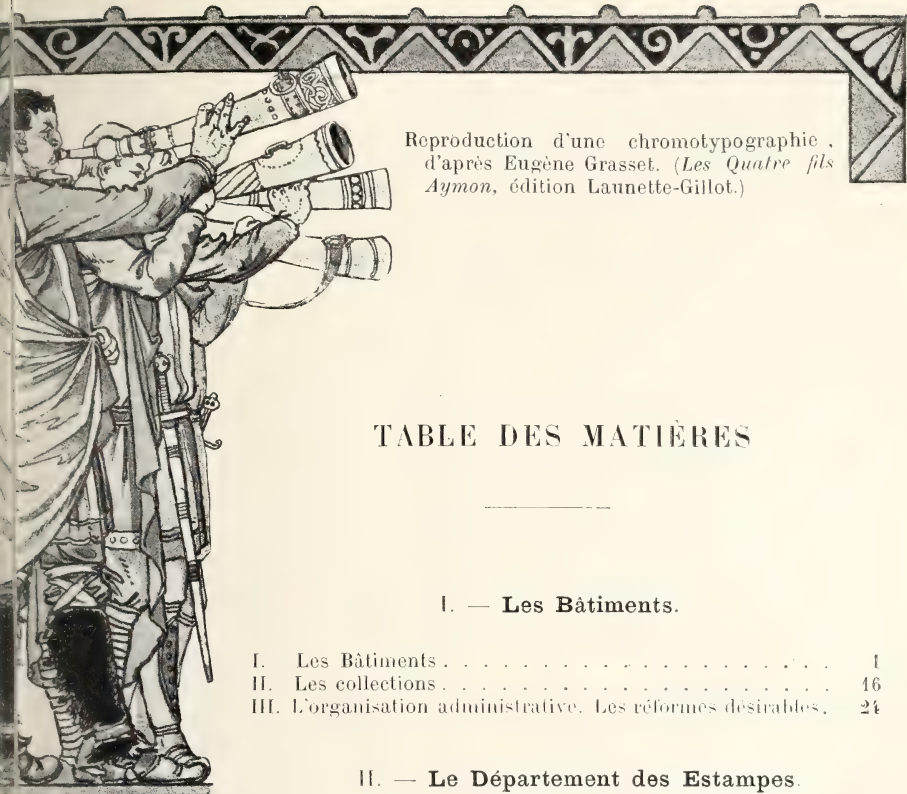 Reproduction d'une chromotypographie,
d'après Eugène Grasset. (Les Quatre fils
Aymon, édition Launette-Gillot.)
TABLE DES MATIÈRES
I. — Les Bâtiments.
I. Les Bâtiments . . . . . . . . . . . . . . . . . . . . 1
II. Les collections . . . . . . . . . . . . . . . . . . . . 16
III. L'organisation administrative. Les réformes désirables. 24
II. — Le Département des Estampes.